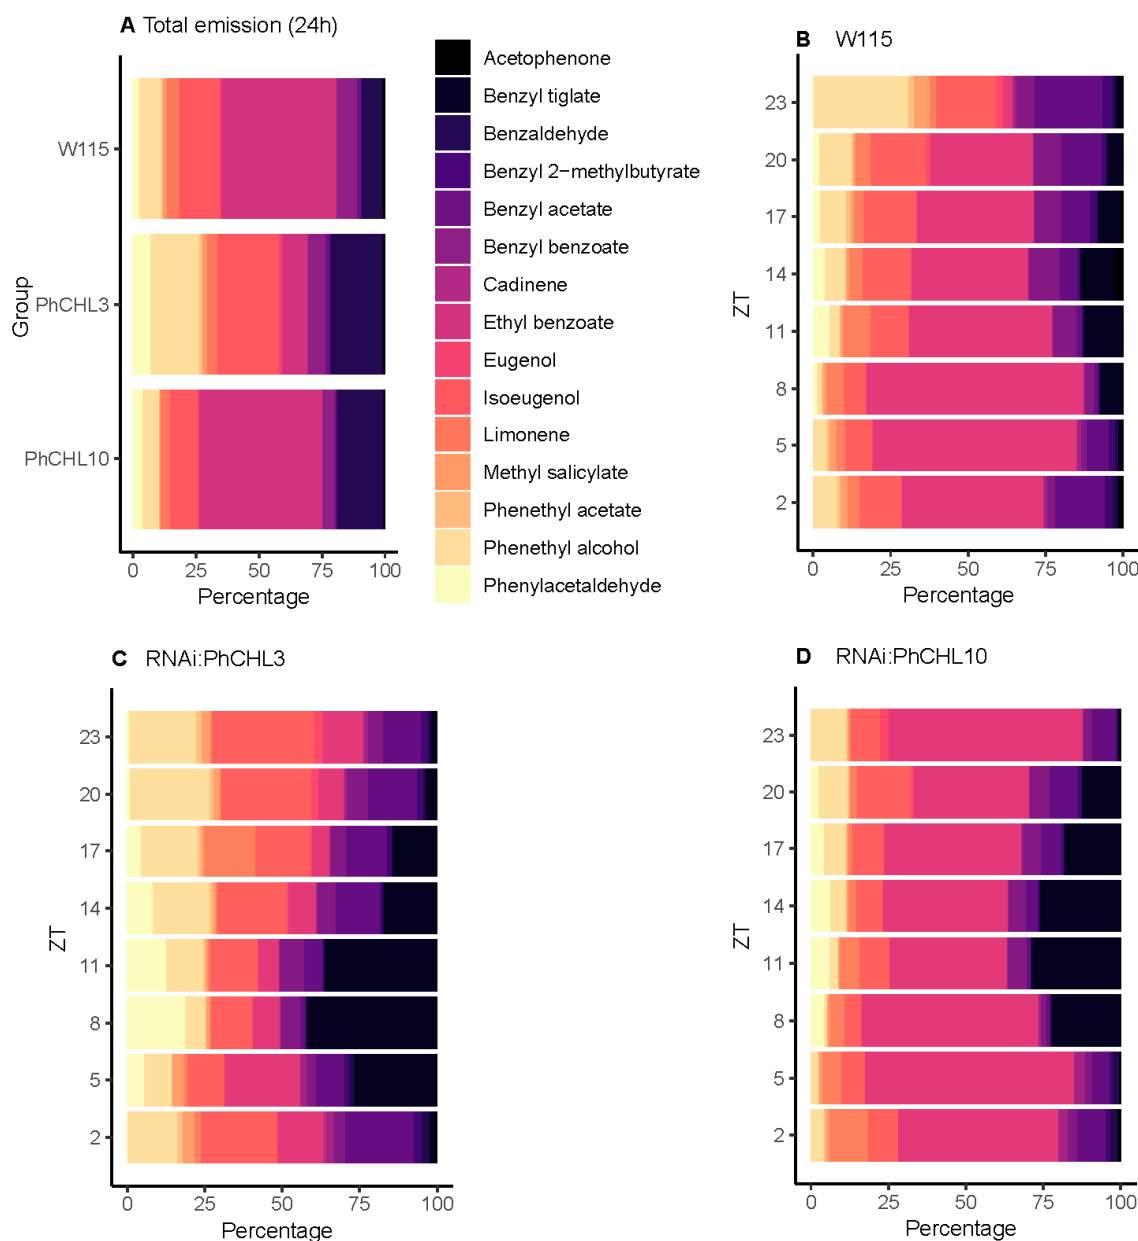 A Total emission (24h)
Group
W115
PhCHL3
PhCHL10
0 25 50 75 100
Percentage
Acetophenone
Benzyl tiglate
Benzaldehyde
Benzyl 2−methylbutyrate
Benzyl acetate
Benzyl benzoate
Cadinene
Ethyl benzoate
Eugenol
Isoeugenol
Limonene
Methyl salicylate
Phenethyl acetate
Phenethyl alcohol
Phenylacetaldehyde
B W115
ZT
23
20
17
14
11
8
5
2
0 25 50 75 100
Percentage
C RNAi:PhCHL3
ZT
23
20
17
14
11
8
5
2
0 25 50 75 100
Percentage
D RNAi:PhCHL10
ZT
23
20
17
14
11
8
5
2
0 25 50 75 100
Percentage